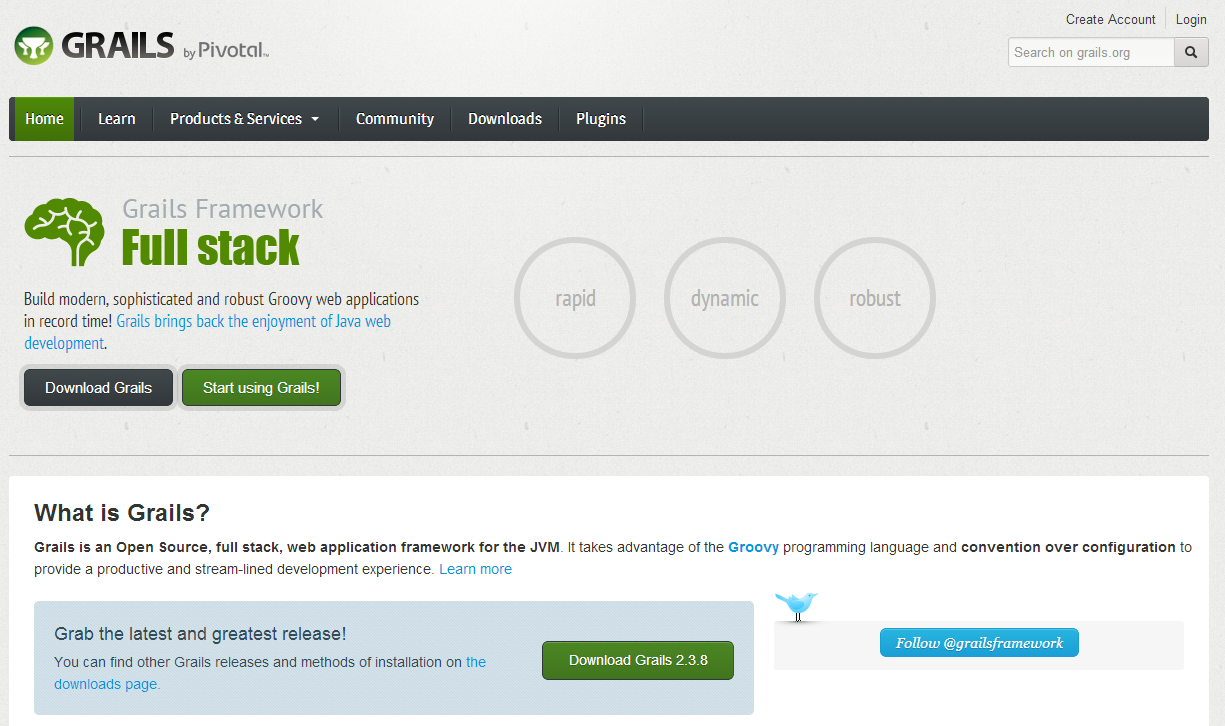 Create Account
Login
GRAILS by Pivotal™
Search on grails.org
Home
Learn
Products & Services
Community
Downloads
Plugins
Grails Framework
Full stack
Build modern, sophisticated and robust Groovy web applications
in record time! Grails brings back the enjoyment of Java web
development.
rapid
dynamic
robust
Download Grails
Start using Grails!
What is Grails?
Grails is an Open Source, full stack, web application framework for the JVM. It takes advantage of the Groovy programming language and convention over configuration to
provide a productive and stream-lined development experience. Learn more
Grab the latest and greatest release!
You can find other Grails releases and methods of installation on the
downloads page.
Download Grails 2.3.8
Follow @grailsframework